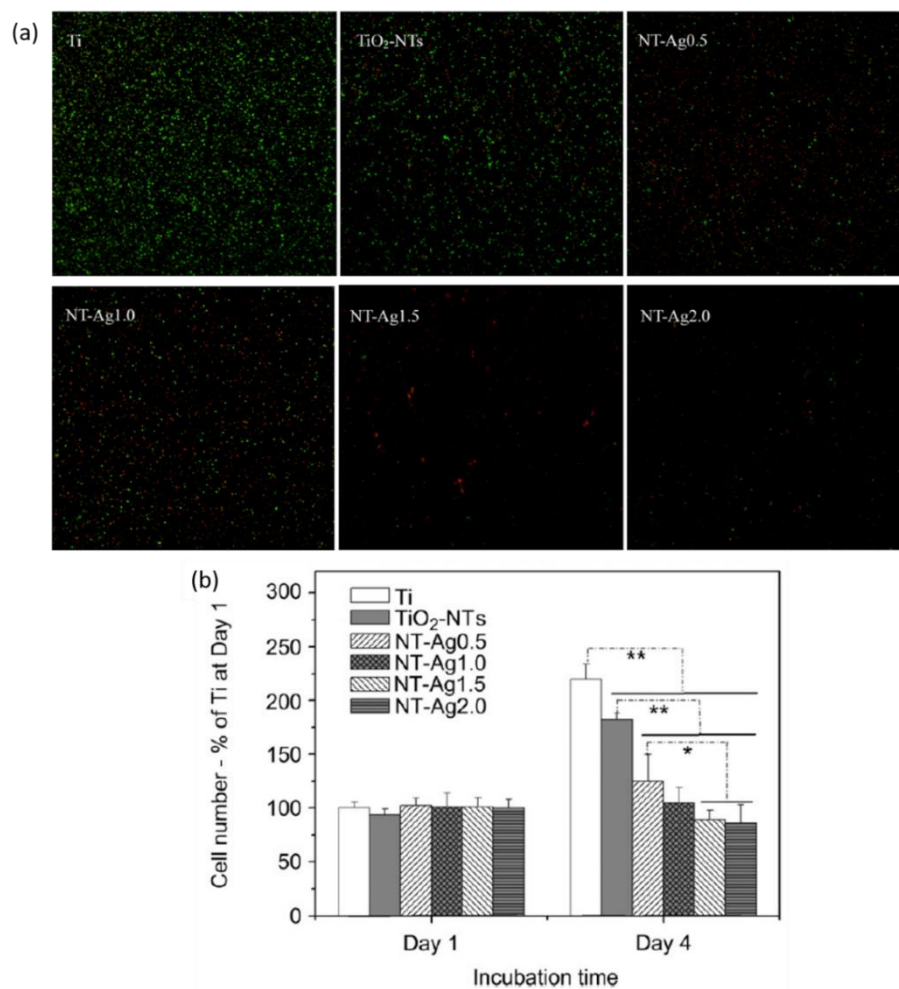 (a)
Ti
TiO₂-NTs
NT-Ag0.5
NT-Ag1.0
NT-Ag1.5
NT-Ag2.0
(b)
Cell number - % of Ti at Day 1
300
250
200
150
100
50
0
Ti
TiO₂-NTs
NT-Ag0.5
NT-Ag1.0
NT-Ag1.5
NT-Ag2.0
**
**
*
Day 1
Day 4
Incubation time